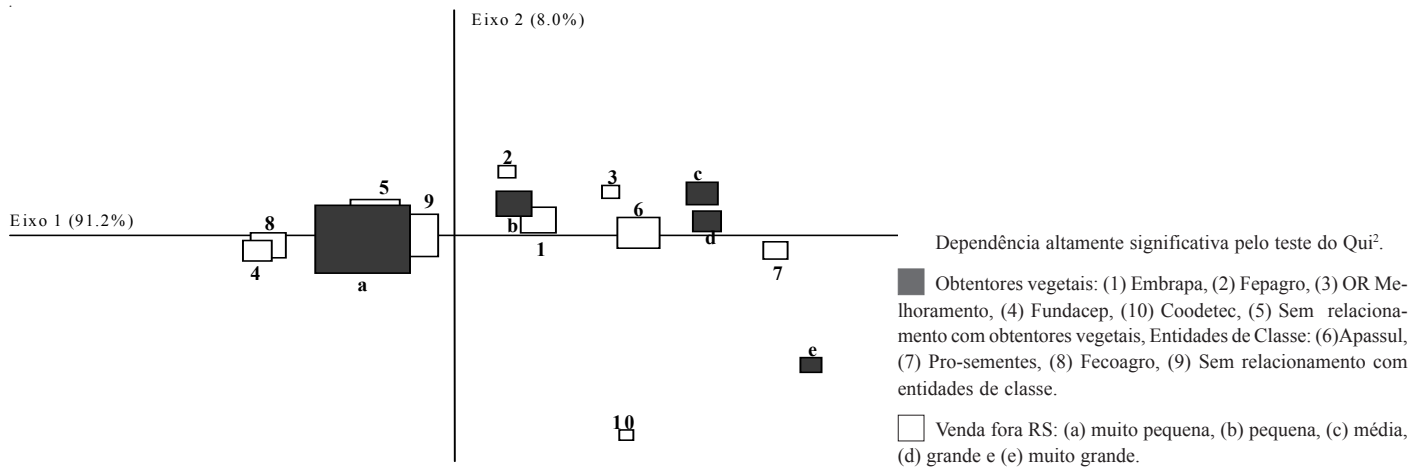 Eixo 2 (8.0%)
2
c
5
3
9
6
Eixo 1 (91.2%)
8
b
d
1
4
7
a
e
10
Dependência altamente significativa pelo teste do Qui².
Obtentores vegetais: (1) Embrapa, (2) Fepagro, (3) OR Me-
lhoramento, (4) Fundacep, (10) Coodetec, (5) Sem relaciona-
mento com obtentores vegetais, Entidades de Classe: (6)Apassul,
(7) Pro-sementes, (8) Fecoagro, (9) Sem relacionamento com
entidades de classe.
Venda fora RS: (a) muito pequena, (b) pequena, (c) média,
(d) grande e (e) muito grande.